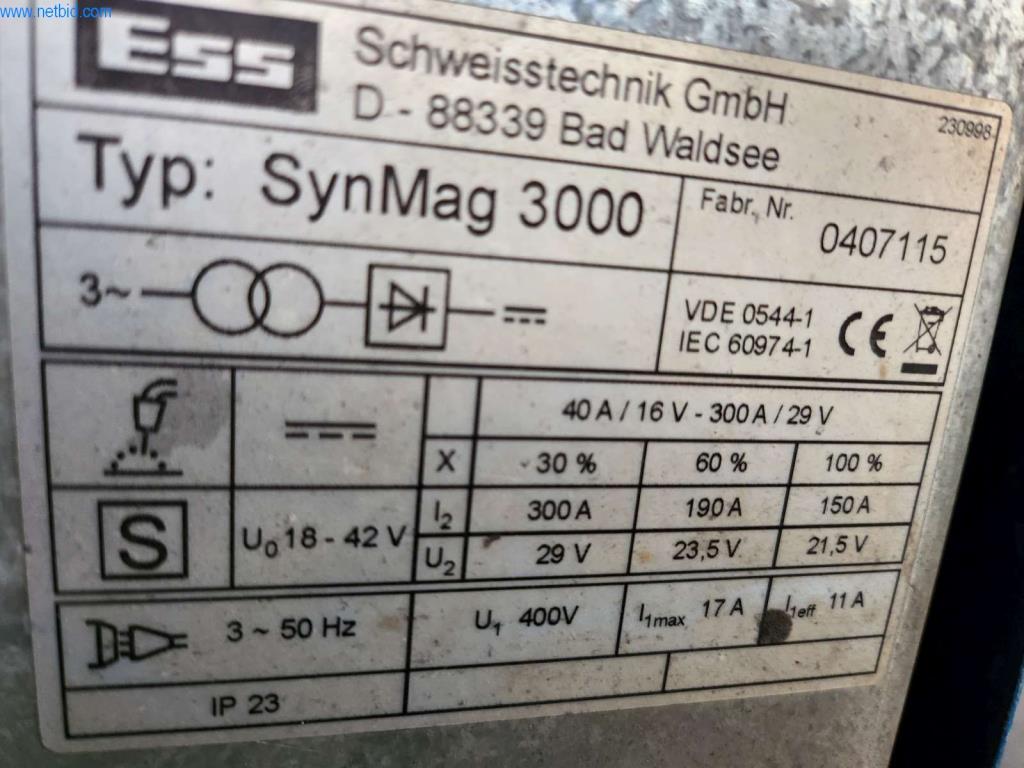 www.netbid.com
ESS
Schweisstechnik GmbH
D - 88339 Bad Waldsee
230998
Typ: SynMag 3000
Fabr. Nr.
0407115
3~
VDE 0544-1
IEC 60974-1
CE
40 A / 16 V - 300 A / 29 V
X 30 % 60 % 100 %
S
U0 18 - 42 V
I2 300 A 190 A 150 A
U2 29 V 23,5 V 21,5 V
3 ~ 50 Hz
U1 400V
I1max 17 A
I1eff 11 A
IP 23